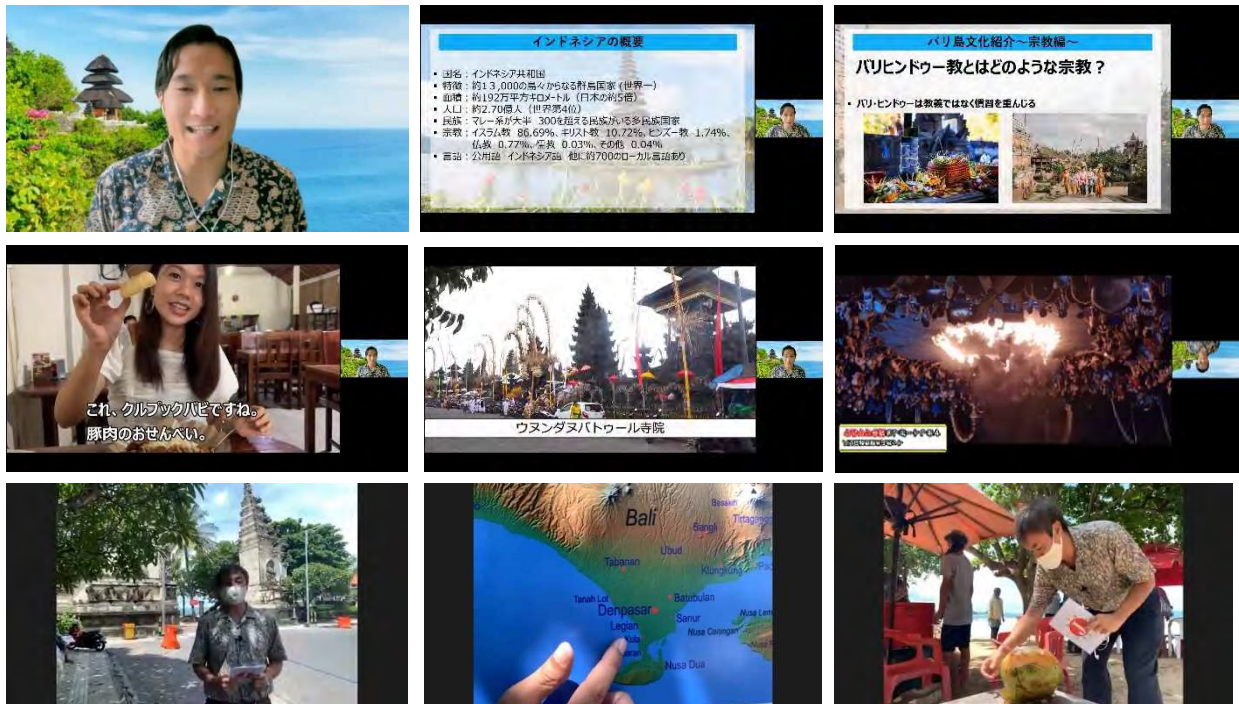 インドネシアの概要
▪ 国名：インドネシア共和国
▪ 特徴：約13,000の島々からなる群島国家（世界一）
▪ 面積：約192万平方キロメートル（日本の約5倍）
▪ 人口：約2.70億人（世界第4位）
▪ 民族：マレー系が大半 300を超える民族がいる多民族国家
▪ 宗教：イスラム教 86.69%、キリスト教 10.72%、ヒンズー教 1.74%、
仏教 0.77%、儒教 0.03%、その他 0.04%
▪ 言語：公用語 インドネシア語 他に約700のローカル言語あり
バリ島文化紹介～宗教編～
バリヒンドゥー教とはどのような宗教？
▪ バリ・ヒンドゥーは教義ではなく慣習を重んじる
これ、クルプックバビですね。
豚肉のおせんべい。
ウヌンダヌバトゥール寺院
Bali
Besakih
Bangli
Ubud
Tabanan
Klungkung
Tanah Lot
Batubulan
Denpasar
Sanur
Legian
Kuta
Nusa Dua